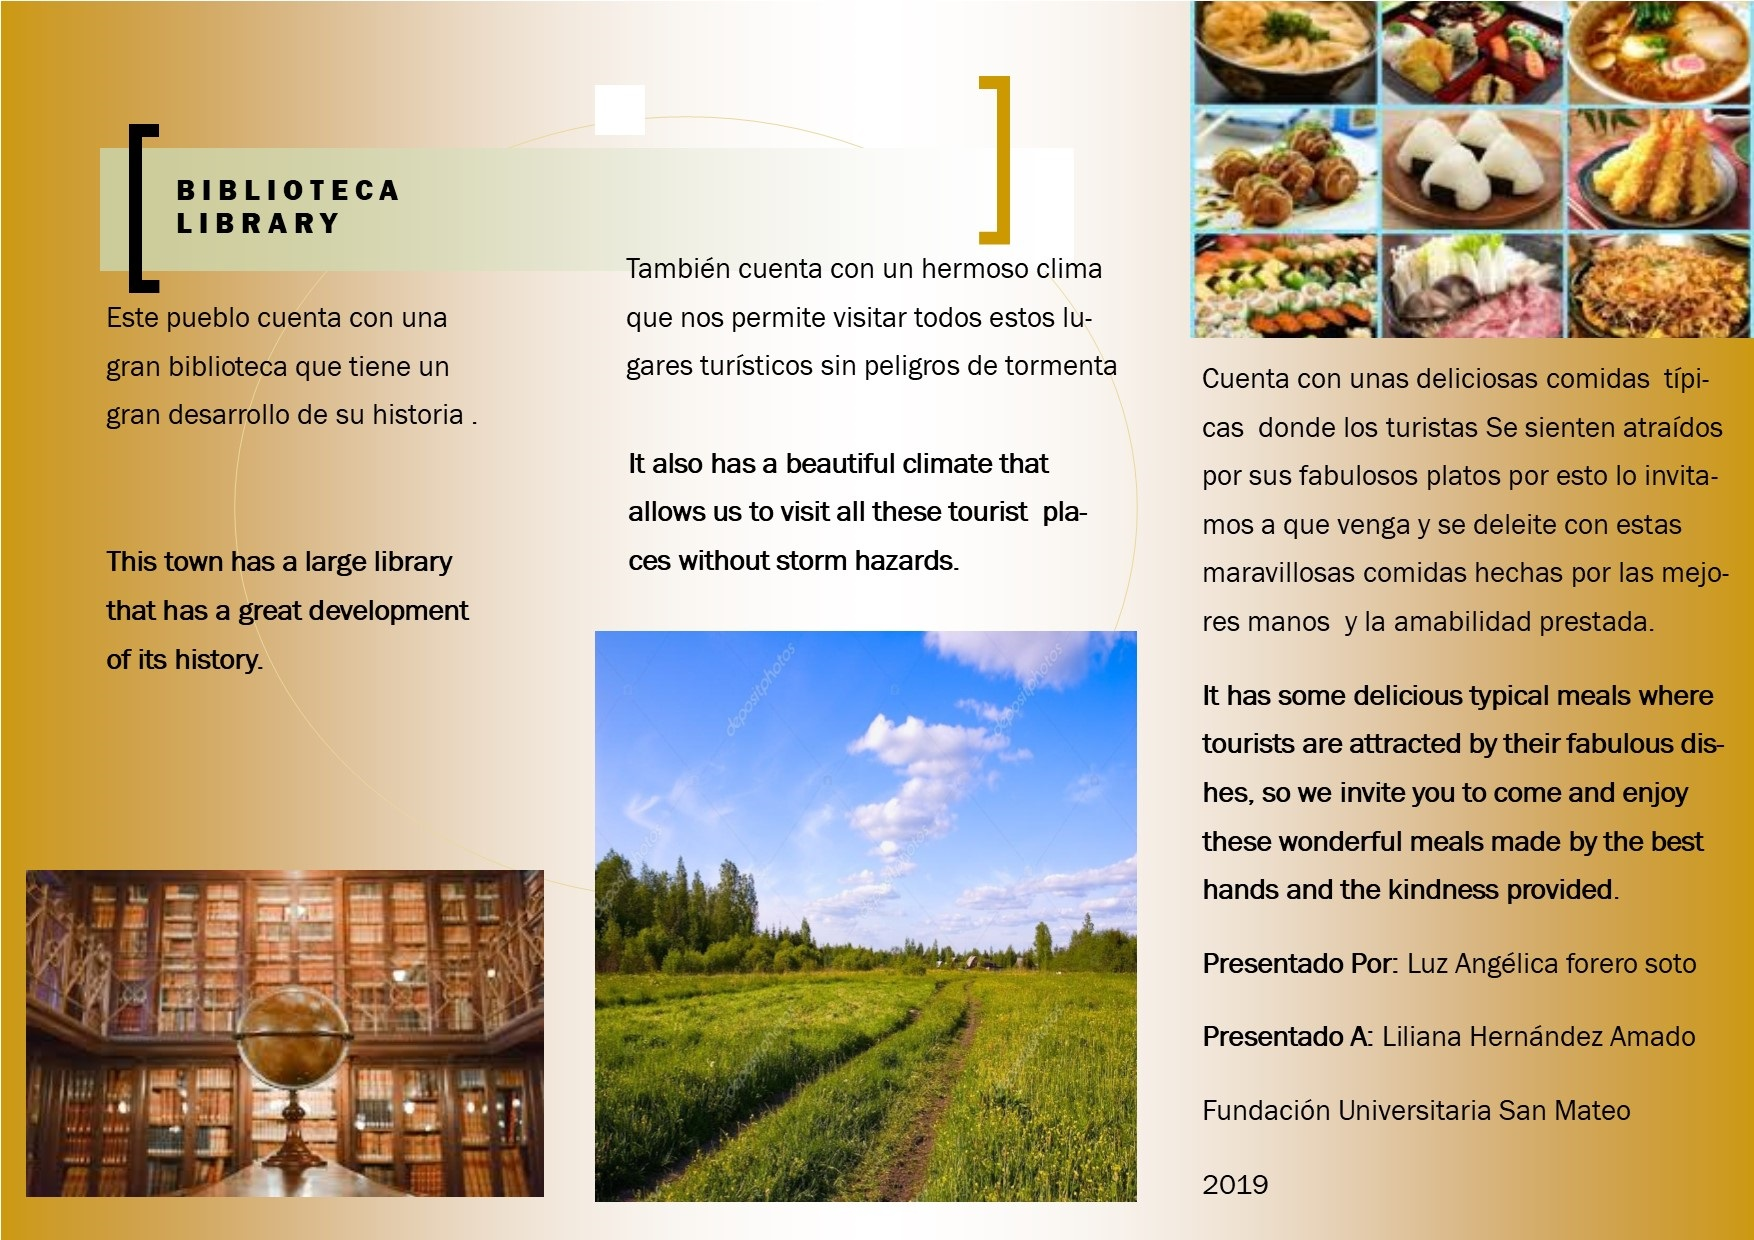 BIBLIOTECA
LIBRARY
Este pueblo cuenta con una
gran biblioteca que tiene un
gran desarrollo de su historia .
This town has a large library
that has a great development
of its history.
También cuenta con un hermoso clima
que nos permite visitar todos estos lu-
gares turísticos sin peligros de tormenta
It also has a beautiful climate that
allows us to visit all these tourist  pla-
ces without storm hazards.
depositphotos
depositphotos
depositphotos
depositphotos
depositphotos
depositphotos
Cuenta con unas deliciosas comidas  típi-
cas  donde los turistas Se sienten atraídos
por sus fabulosos platos por esto lo invita-
mos a que venga y se deleite con estas
maravillosas comidas hechas por las mejo-
res manos  y la amabilidad prestada.
It has some delicious typical meals where
tourists are attracted by their fabulous dis-
hes, so we invite you to come and enjoy
these wonderful meals made by the best
hands and the kindness provided.
Presentado Por: Luz Angélica forero soto
Presentado A: Liliana Hernández Amado
Fundación Universitaria San Mateo
2019